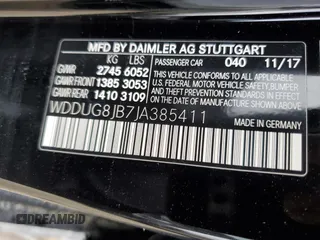 MFD BY DAIMLER AG STUTTGART
KG LBS PASSENGER CAR 040 11/17
GVWR 2745 6052
GAWR FRONT 1385 3053
GAWR REAR 1410 3109
THIS VEHICLE CONFORMS TO ALL APPLICABLE
U.S. FEDERAL MOTOR VEHICLE SAFETY
AND THEFT PREVENTION STANDARDS IN EFFECT
ON THE DATE OF MANUFACTURE SHOWN ABOVE
WDDUG8JB7JA385411
MADE IN GERMANY
DREAMBID